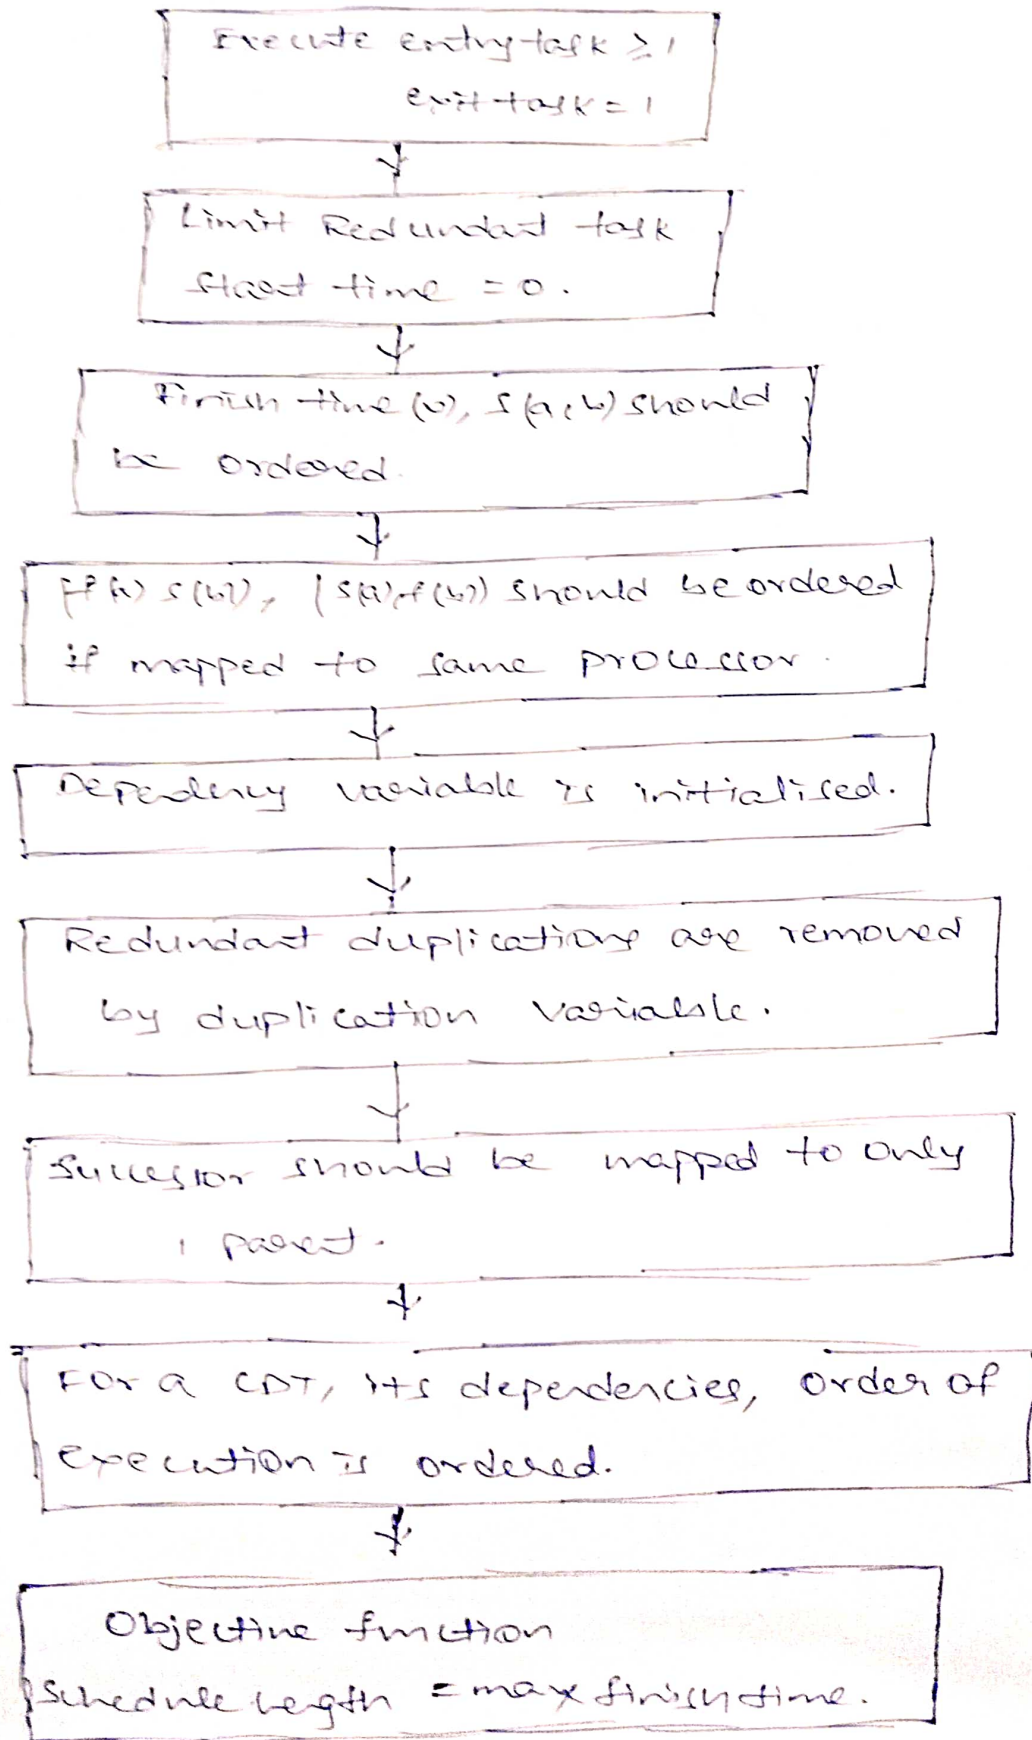 Execute entry task ≥ 1
exit task = 1
Limit Redundant task
Start time = 0.
Finish time (b), s(a,b) should
be ordered.
s(b)), (s(a), f(b)) should be ordered
if mapped to same processor.
Dependency variable is initialised.
Redundant duplications are removed
by duplication variable.
Successor should be mapped to only
1 parent.
For a CDT, its dependencies, order of
execution is ordered.
Objective function
Schedule length = max finish time.